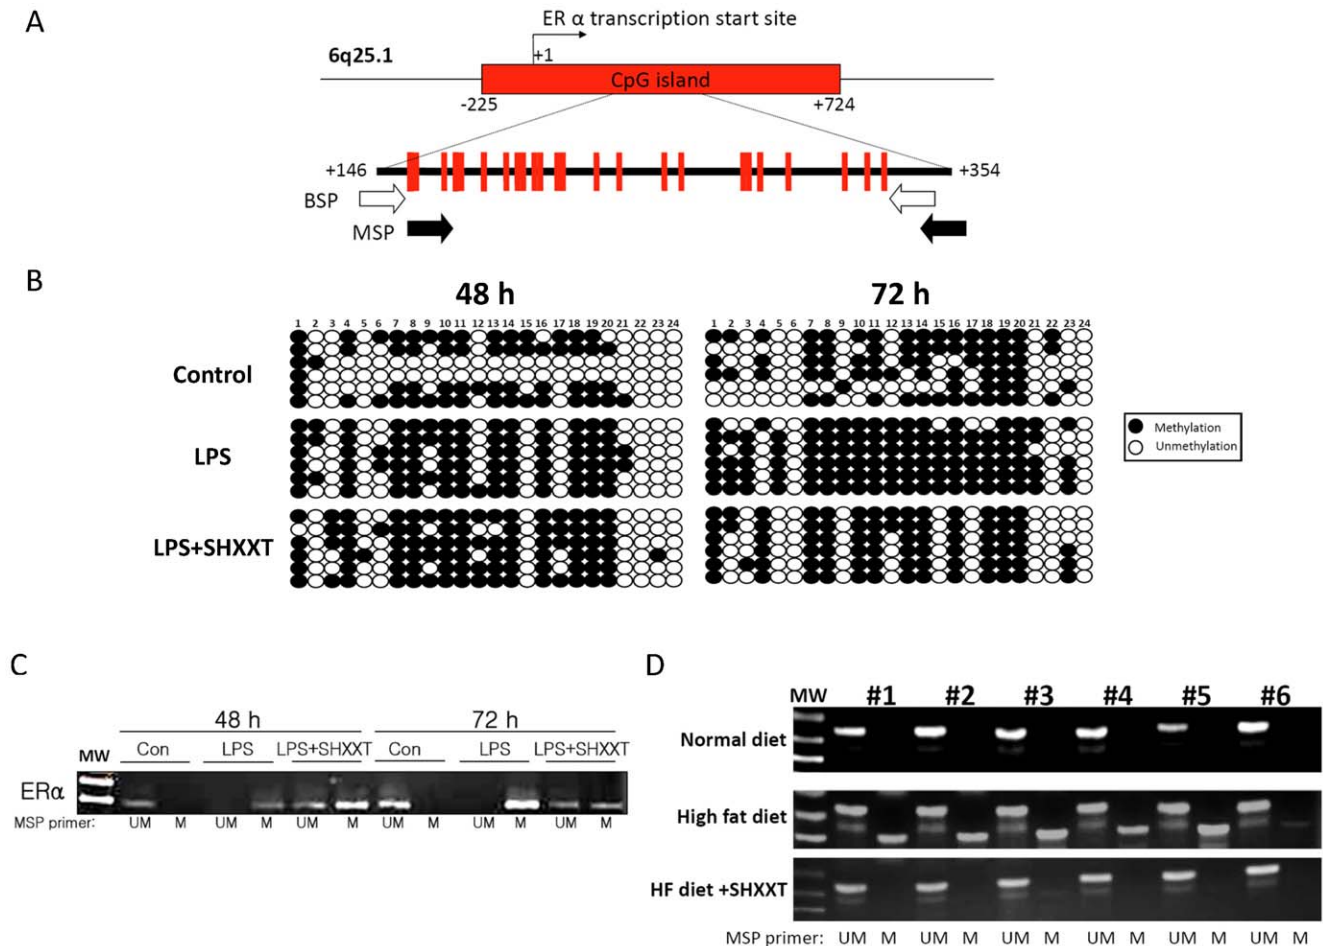 A
ER α transcription start site
6q25.1
+1
CpG island
-225
+724
+146
+354
BSP
MSP
B
48 h
72 h
1 2 3 4 5 6 7 8 9 10 11 12 13 14 15 16 17 18 19 20 21 22 23 24
1 2 3 4 5 6 7 8 9 10 11 12 13 14 15 16 17 18 19 20 21 22 23 24
Control
LPS
LPS+SHXXT
Methylation
Unmethylation
C
48 h
72 h
MW
Con
LPS
LPS+SHXXT
Con
LPS
LPS+SHXXT
ERα
MSP primer:
UM M UM M UM M UM M UM M UM M
D
MW
#1 #2 #3 #4 #5 #6
Normal diet
High fat diet
HF diet +SHXXT
MSP primer: UM M UM M UM M UM M UM M UM M